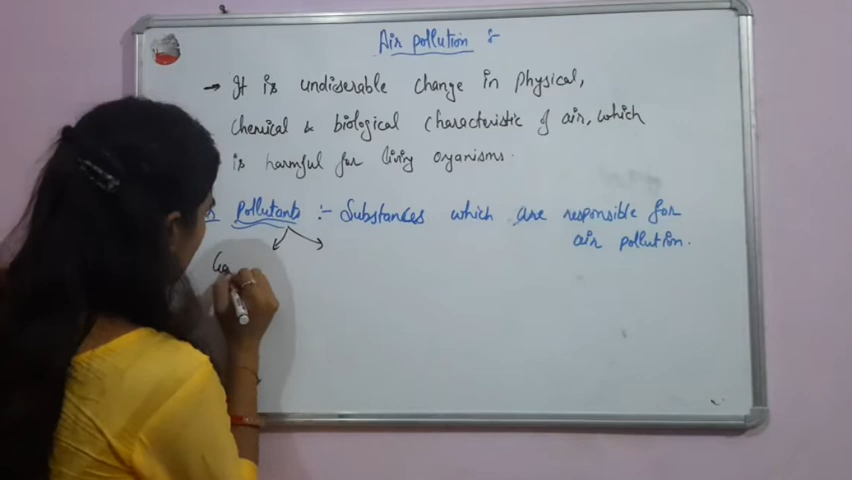 Air pollution :-
→ It is undiserable change in physical,
chemical & biological characteristic of air, which
is harmful for living organisms.
Pollutants :- Substances which are responsible for
air pollution.
Ga